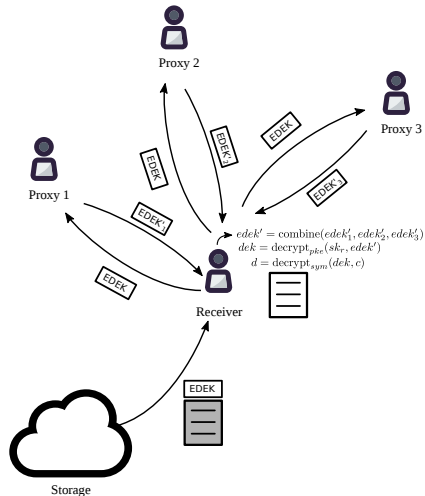 Proxy 2
Proxy 3
EDEK
EDEK
EDEK'₂
EDEK'₃
Proxy 1
EDEK'₁
edek′ = combine(edek′₁, edek′₂, edek′₃)
dek = decryptₚₖₑ(skᵣ, edek′)
d = decrypt_sym(dek, c)
EDEK
Receiver
EDEK
Storage